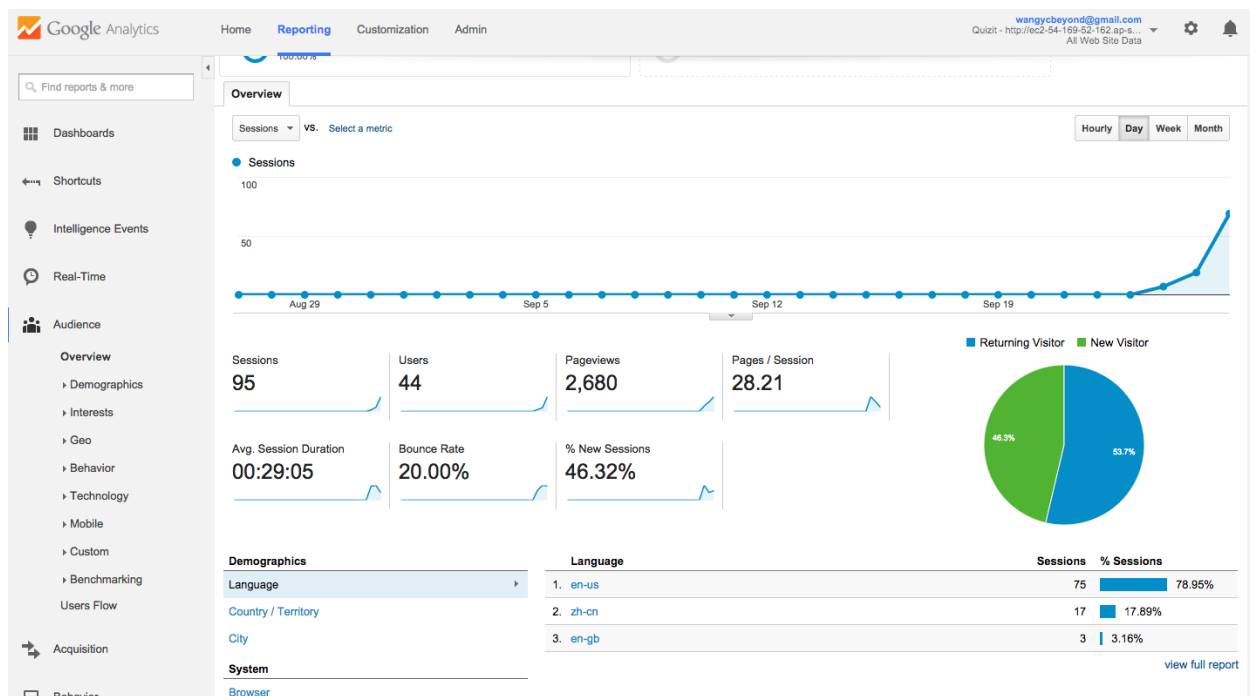 Google Analytics
Home Reporting Customization Admin
wangycbeyond@gmail.com
Quizit - http://ec2-54-169-52-162.ap-s...
All Web Site Data
100.00%
Find reports & more
Overview
Sessions VS. Select a metric
Hourly Day Week Month
Sessions
100
50
Aug 29 Sep 5 Sep 12 Sep 19
Dashboards
Shortcuts
Intelligence Events
Real-Time
Audience
Overview
Demographics
Interests
Geo
Behavior
Technology
Mobile
Custom
Benchmarking
Users Flow
Acquisition
Behavior
Sessions
95
Users
44
Pageviews
2,680
Pages / Session
28.21
Avg. Session Duration
00:29:05
Bounce Rate
20.00%
% New Sessions
46.32%
Returning Visitor New Visitor
46.3%
53.7%
Demographics
Language
Country / Territory
City
System
Browser
Language Sessions % Sessions
1. en-us 75 78.95%
2. zh-cn 17 17.89%
3. en-gb 3 3.16%
view full report